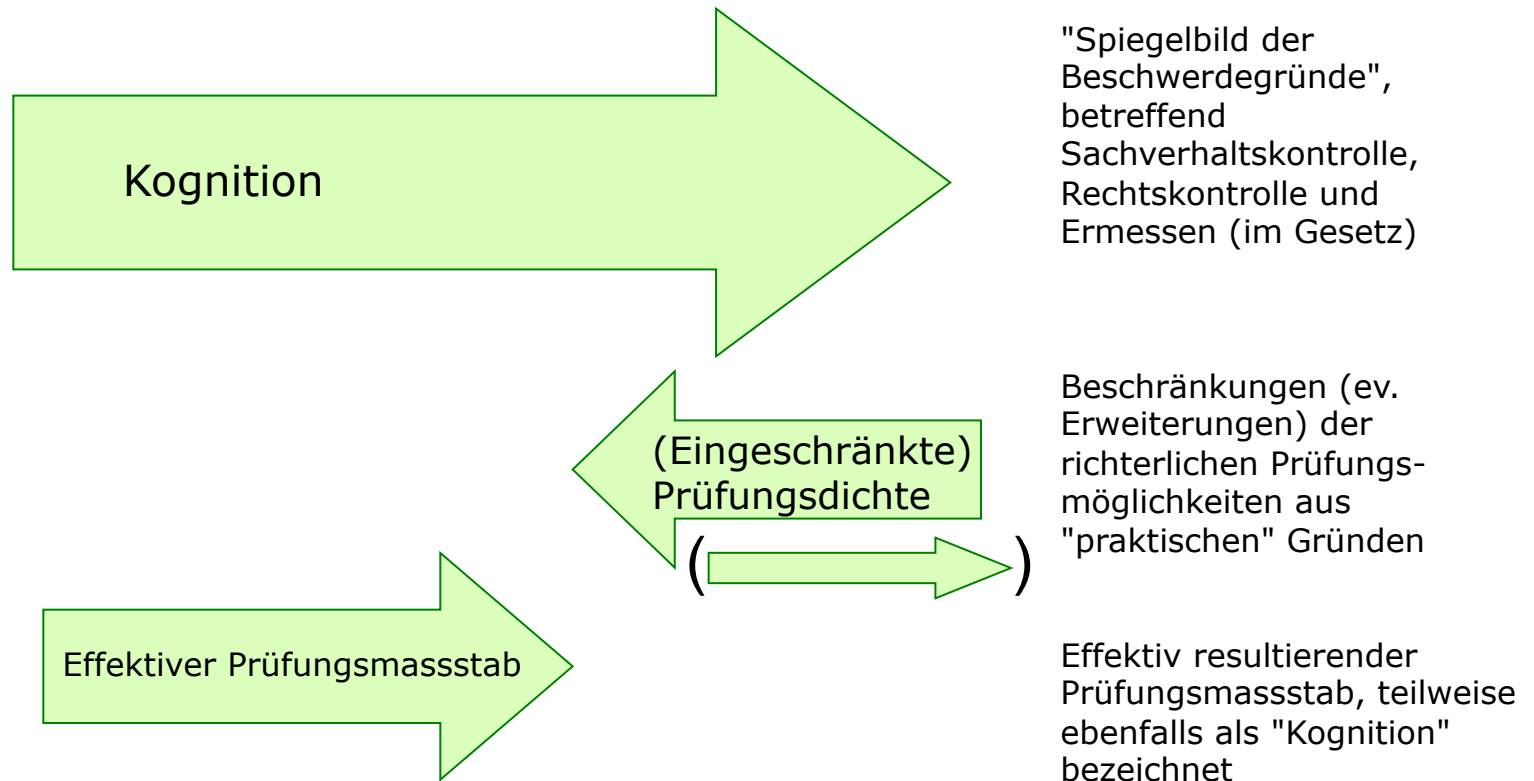 Kognition
"Spiegelbild der
Beschwerdegründe",
betreffend
Sachverhaltskontrolle,
Rechtskontrolle und
Ermessen (im Gesetz)
(Eingeschränkte)
Prüfungsdichte
( )
Beschränkungen (ev.
Erweiterungen) der
richterlichen Prüfungs-
möglichkeiten aus
"praktischen" Gründen
Effektiver Prüfungsmassstab
Effektiv resultierender
Prüfungsmassstab, teilweise
ebenfalls als "Kognition"
bezeichnet